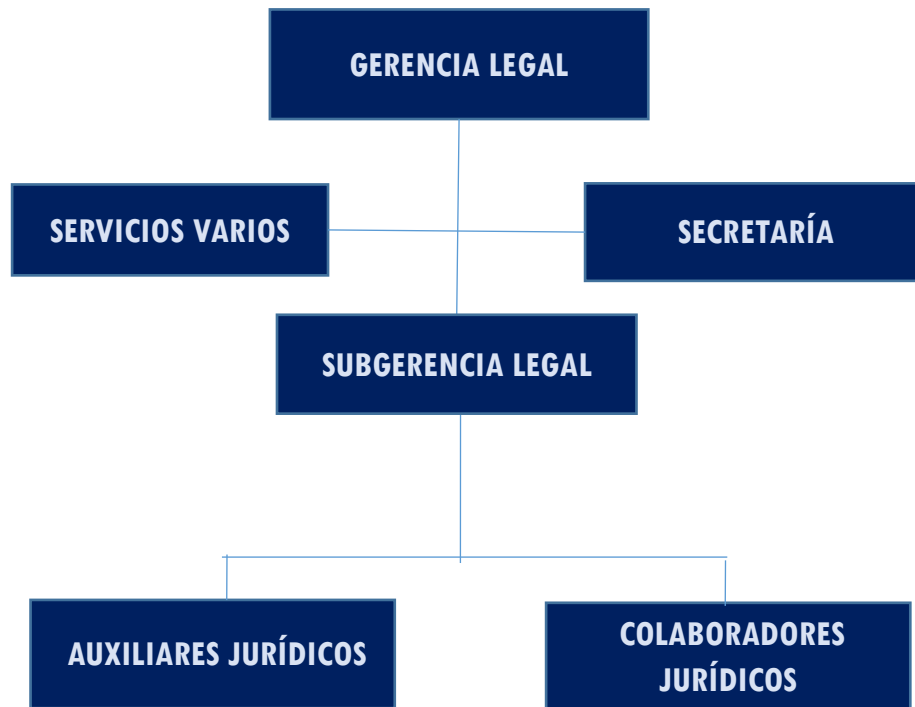 GERENCIA LEGAL
SERVICIOS VARIOS
SECRETARÍA
SUBGERENCIA LEGAL
AUXILIARES JURÍDICOS
COLABORADORES
JURÍDICOS